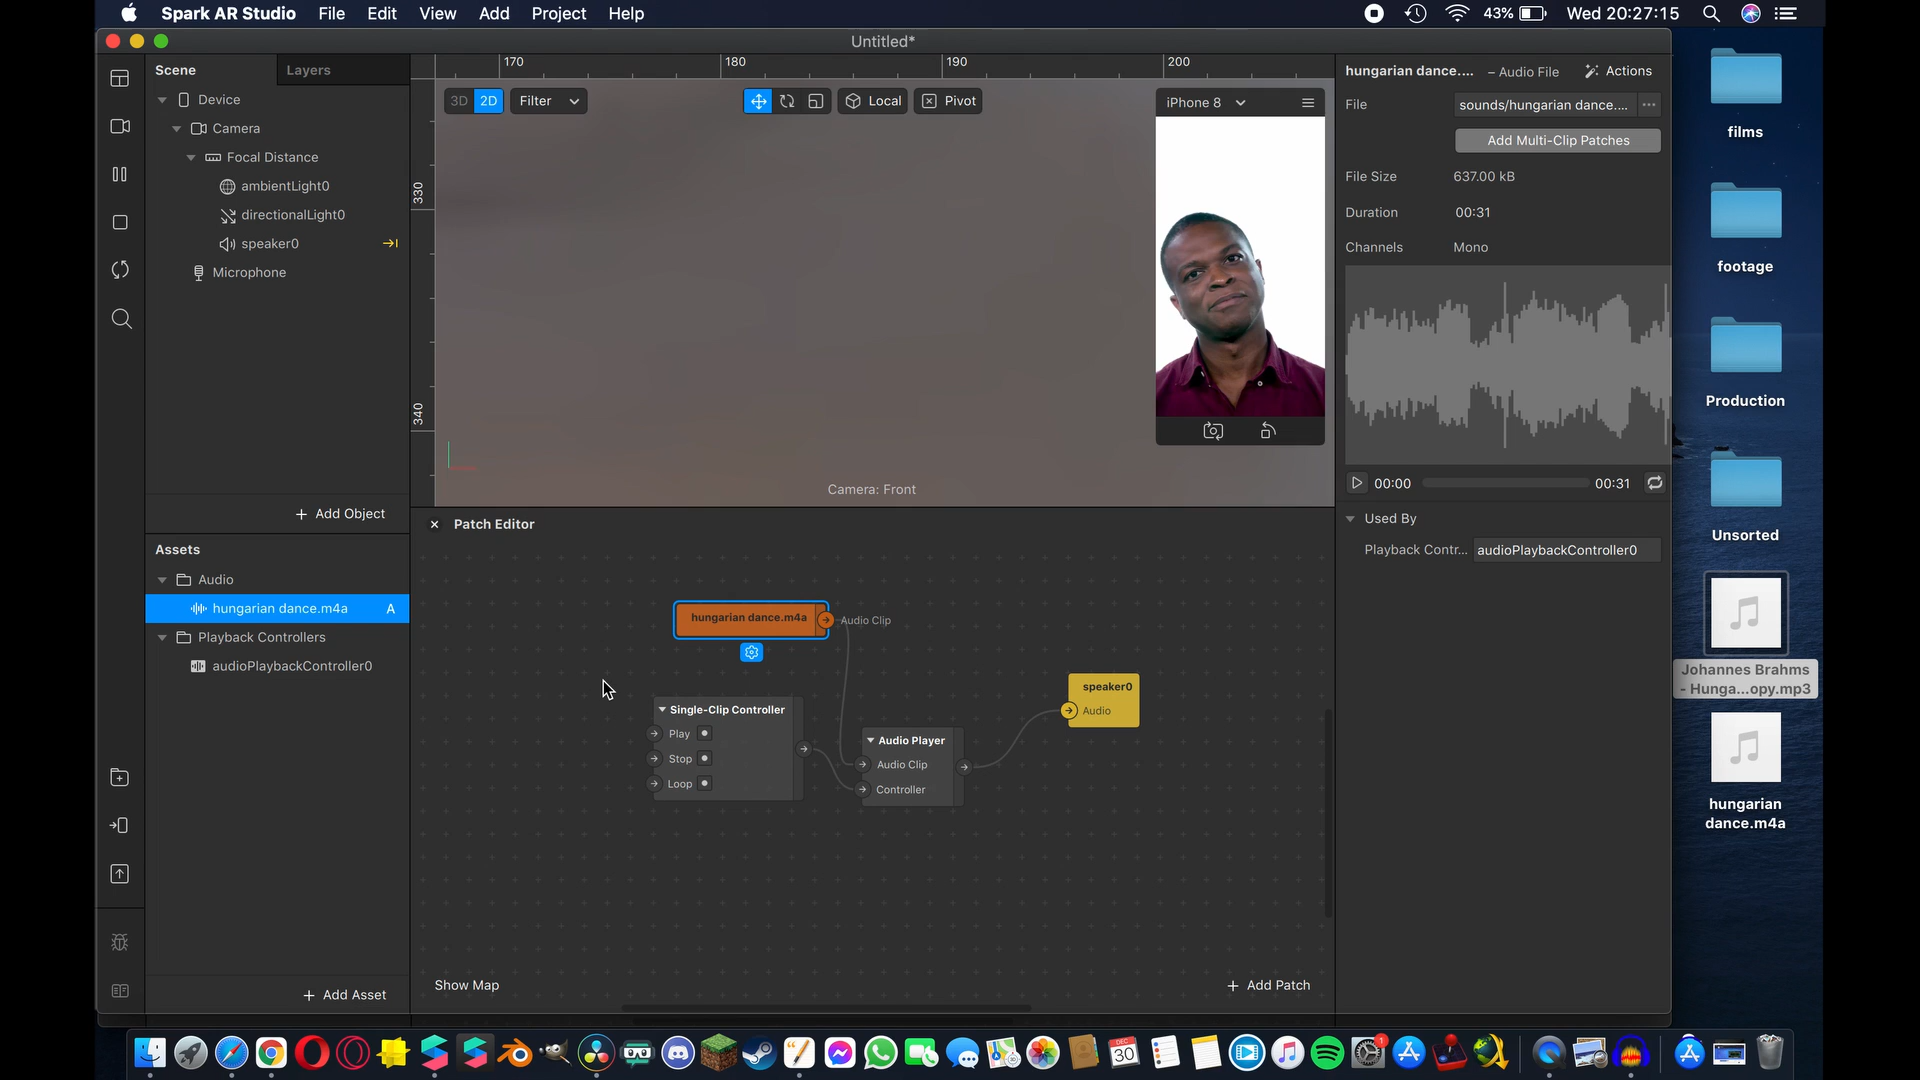 Spark AR Studio File Edit View Add Project Help
43% Wed 20:27:15
Untitled*
Scene Layers
Device
Camera
Focal Distance
ambientLight0
directionalLight0
speaker0
Microphone
+ Add Object
Assets
Audio
hungarian dance.m4a A
Playback Controllers
audioPlaybackController0
+ Add Asset
170 180 190 200
330
340
3D 2D Filter Local Pivot
iPhone 8
Camera: Front
Patch Editor
hungarian dance.m4a Audio Clip
Single-Clip Controller
Play
Stop
Loop
Audio Player
Audio Clip
Controller
speaker0
Audio
Show Map + Add Patch
hungarian dance.... – Audio File Actions
File sounds/hungarian dance....
Add Multi-Clip Patches
File Size 637.00 kB
Duration 00:31
Channels Mono
00:00 00:31
Used By
Playback Contr... audioPlaybackController0
films
footage
Production
Unsorted
Johannes Brahms
- Hunga...opy.mp3
hungarian
dance.m4a
DEC
30
1